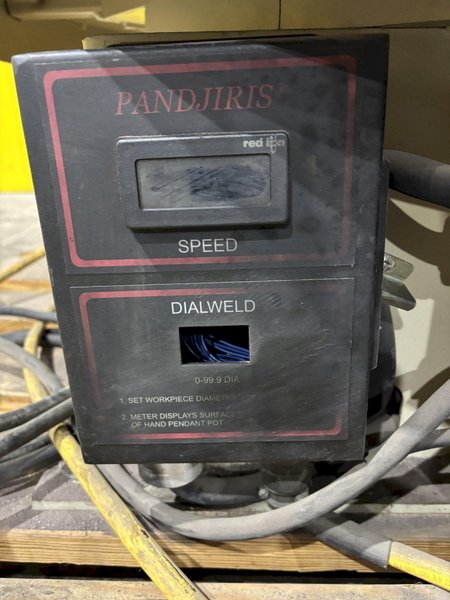 PANDJIRIS
red lion
SPEED
DIALWELD
0-99.9 DIA
1. SET WORKPIECE DIAMETER
2. METER DISPLAYS SURFACE
OF HAND PENDANT POT